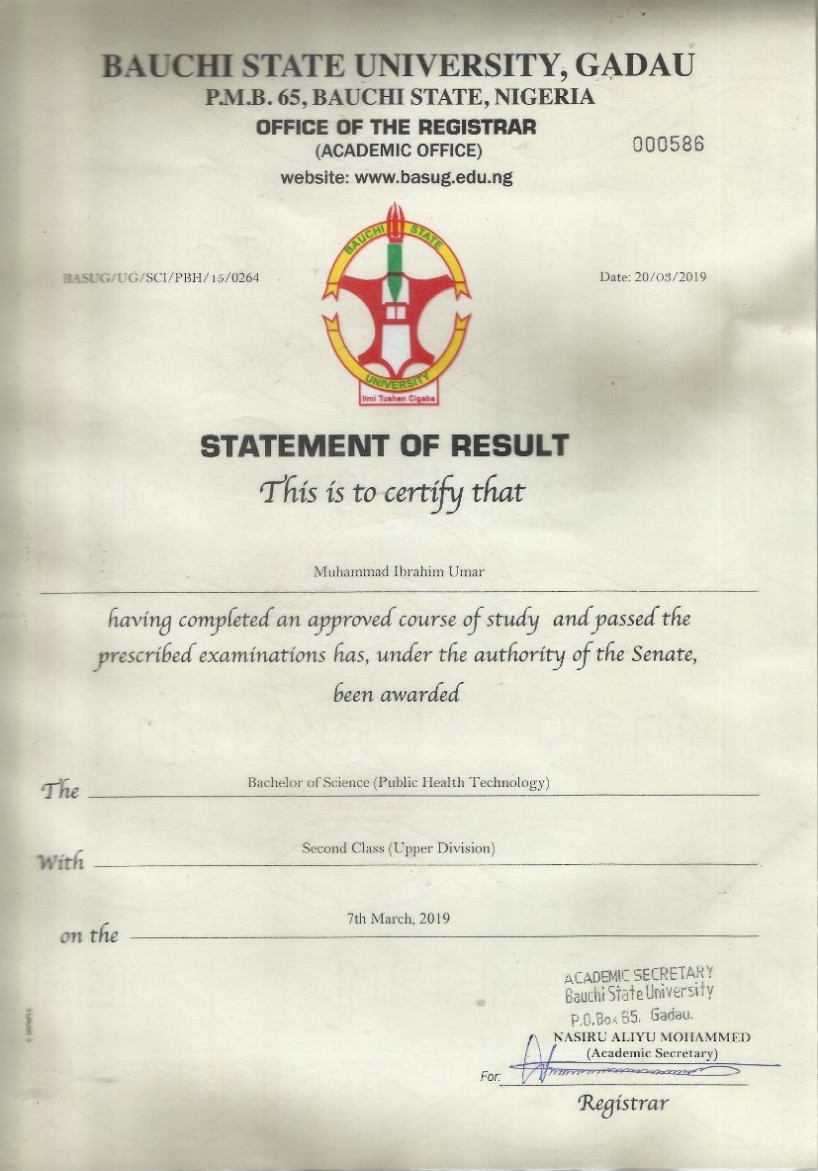 BAUCHI STATE UNIVERSITY, GADAU
P.M.B. 65, BAUCHI STATE, NIGERIA
OFFICE OF THE REGISTRAR
(ACADEMIC OFFICE)
000586
website: www.basug.edu.ng
BAUCHI STATE
BASUG/UG/SCI/PBH/15/0264
Date: 20/03/2019
UNIVERSITY
Ilmi Tushen Cigaba
STATEMENT OF RESULT
This is to certify that
Muhammad Ibrahim Umar
having completed an approved course of study and passed the
prescribed examinations has, under the authority of the Senate,
been awarded
The Bachelor of Science (Public Health Technology)
With Second Class (Upper Division)
on the 7th March, 2019
ACADEMIC SECRETARY
Bauchi State University
P.O.Box 65, Gadau.
NASIRU ALIYU MOHAMMED
(Academic Secretary)
For:
Registrar